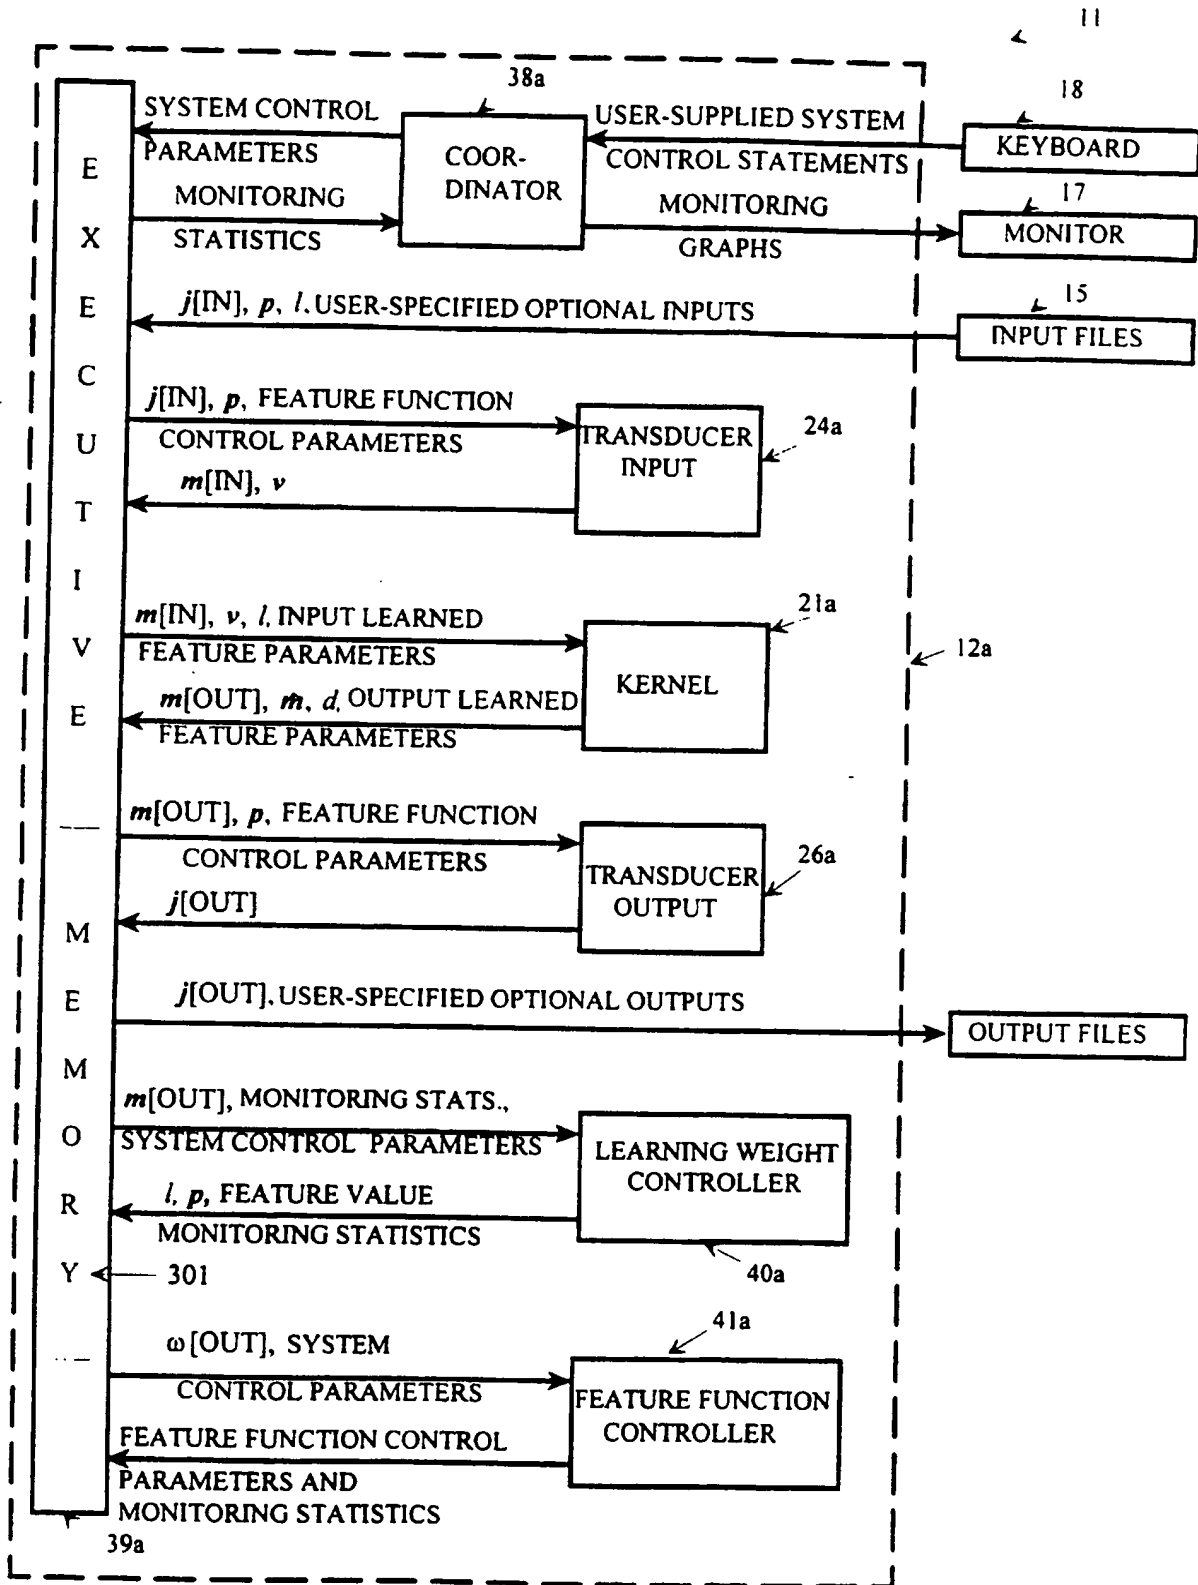 11
38a
18
SYSTEM CONTROL
PARAMETERS
USER-SUPPLIED SYSTEM
CONTROL STATEMENTS
KEYBOARD
COOR-
DINATOR
MONITORING
STATISTICS
MONITORING
GRAPHS
17
MONITOR
j[IN], p, l, USER-SPECIFIED OPTIONAL INPUTS
15
INPUT FILES
j[IN], p, FEATURE FUNCTION
CONTROL PARAMETERS
TRANSDUCER
INPUT
24a
m[IN], v
m[IN], v, l, INPUT LEARNED
FEATURE PARAMETERS
21a
KERNEL
12a
m[OUT], ṁ, d, OUTPUT LEARNED
FEATURE PARAMETERS
m[OUT], p, FEATURE FUNCTION
CONTROL PARAMETERS
TRANSDUCER
OUTPUT
26a
j[OUT]
j[OUT], USER-SPECIFIED OPTIONAL OUTPUTS
OUTPUT FILES
m[OUT], MONITORING STATS.,
SYSTEM CONTROL PARAMETERS
LEARNING WEIGHT
CONTROLLER
l, p, FEATURE VALUE
MONITORING STATISTICS
40a
EXECUTIVE MEMORY
301
41a
ω[OUT], SYSTEM
CONTROL PARAMETERS
FEATURE FUNCTION
CONTROLLER
FEATURE FUNCTION CONTROL
PARAMETERS AND
MONITORING STATISTICS
39a